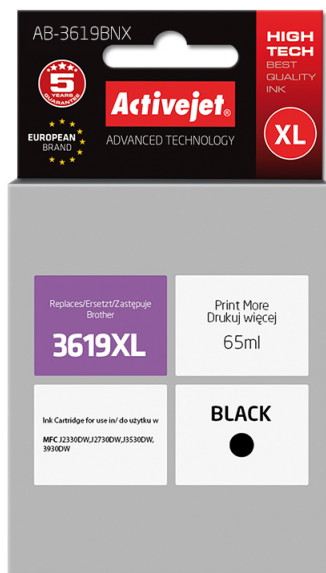 AB-3619BNX
HIGH
TECH
BEST
QUALITY
INK
5
YEARS
GUARANTEE
Activejet®
EUROPEAN
BRAND
ADVANCED TECHNOLOGY
XL
Replaces/Ersetzt/Zastępuje
Brother
3619XL
Print More
Drukuj więcej
65ml
Ink Cartridge for use in/ do użytku w
MFC J2330DW,J2730DW,J3530DW,
3930DW
BLACK